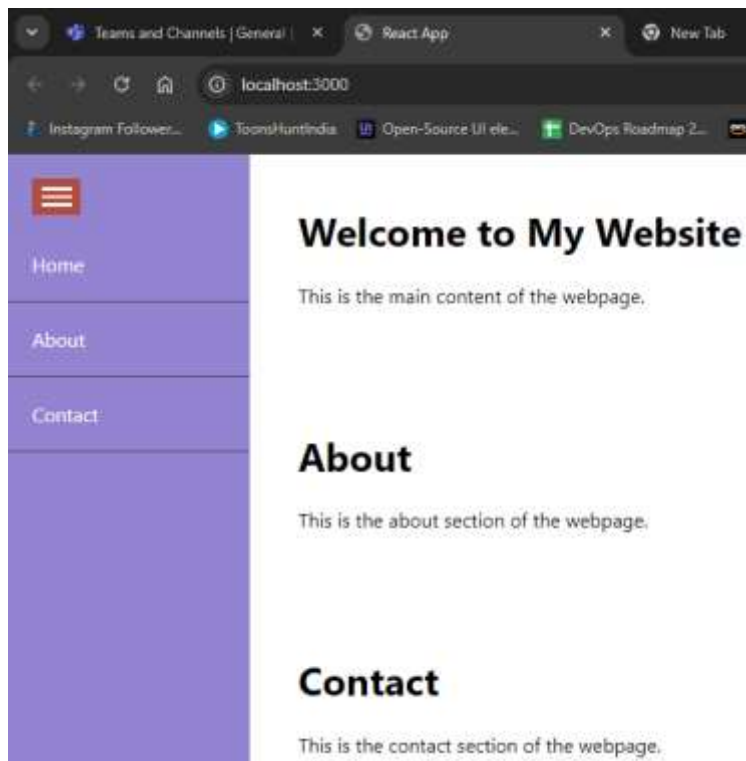 Teams and Channels | General |
React App
New Tab
localhost:3000
Instagram Follower...
ToonsHuntIndia
Open-Source UI ele...
DevOps Roadmap 2...
Home
About
Contact
Welcome to My Website
This is the main content of the webpage.
About
This is the about section of the webpage.
Contact
This is the contact section of the webpage.